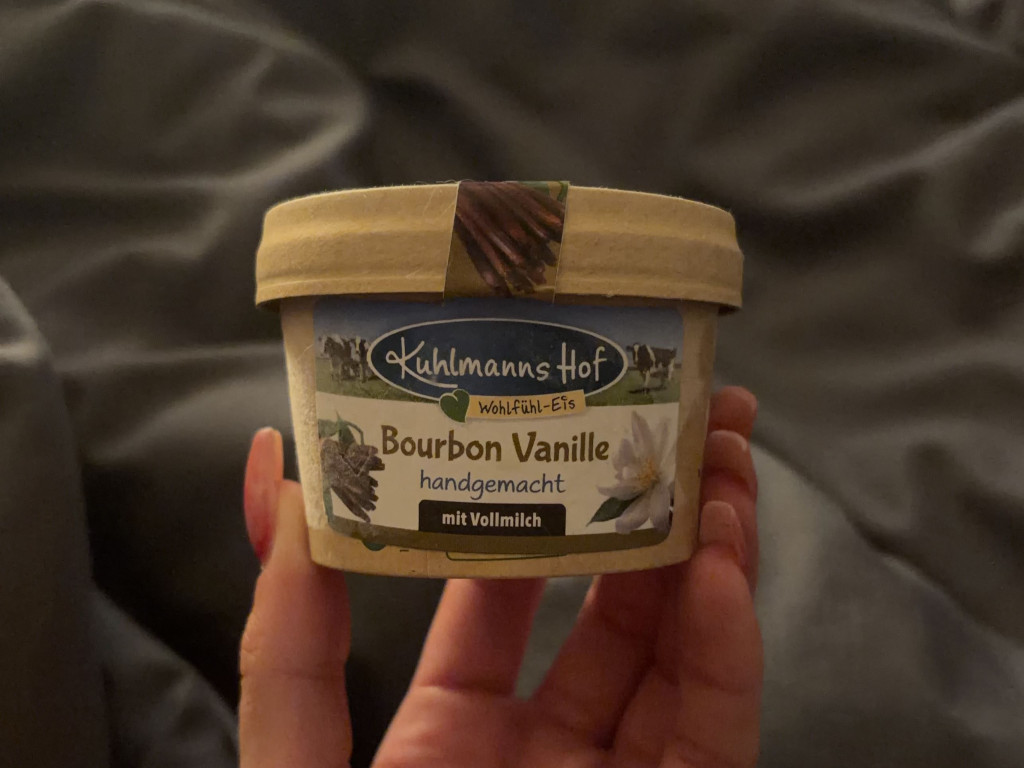 Kuhlmanns Hof
Wohlfühl-Eis
Bourbon Vanille
handgemacht
mit Vollmilch